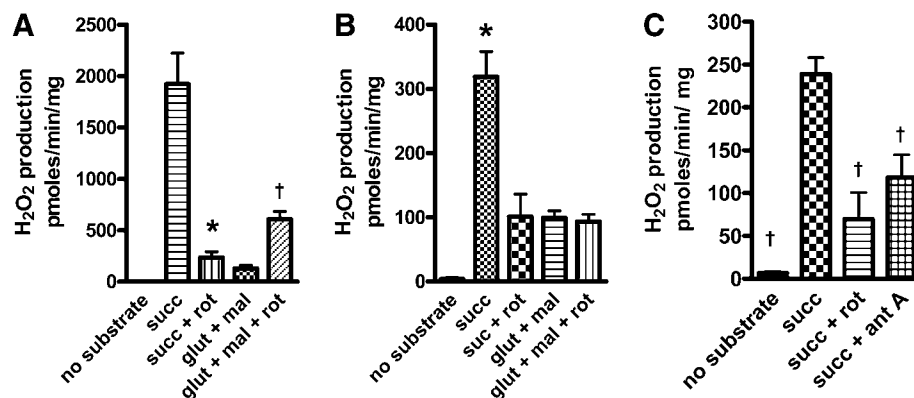 A
H₂O₂ production
pmoles/min/mg
2500
2000
1500
1000
500
0
no substrate
succ
succ + rot
glut + mal
glut + mal + rot
*
†
B
H₂O₂ production
pmoles/min/mg
400
300
200
100
0
no substrate
succ
suc + rot
glut + mal
glut + mal + rot
*
C
H₂O₂ production
pmoles/min/ mg
300
250
200
150
100
50
0
no substrate
succ
succ + rot
succ + ant A
†
†
†